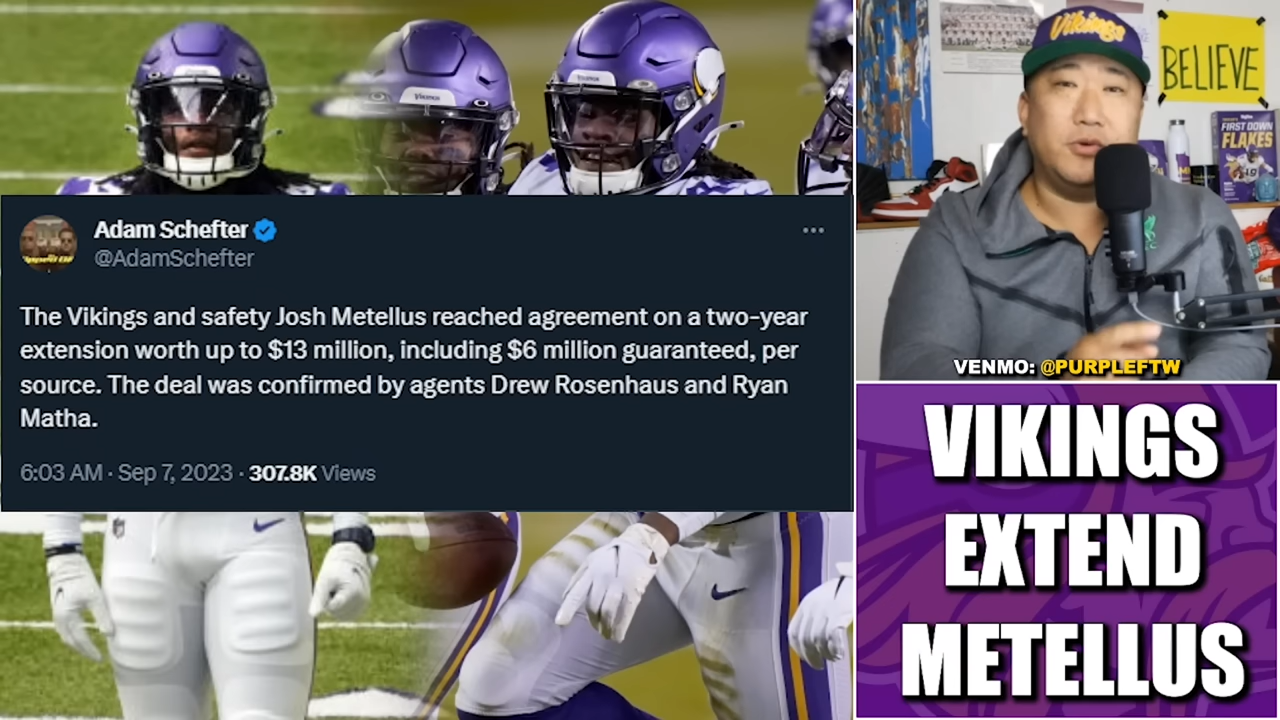 Adam Schefter
@AdamSchefter
The Vikings and safety Josh Metellus reached agreement on a two-year
extension worth up to $13 million, including $6 million guaranteed, per
source. The deal was confirmed by agents Drew Rosenhaus and Ryan
Matha.
6:03 AM · Sep 7, 2023 · 307.8K Views
Vikings
BELIEVE
FIRST DOWN
FLAKES
VENMO: @PURPLEFTW
VIKINGS
EXTEND
METELLUS